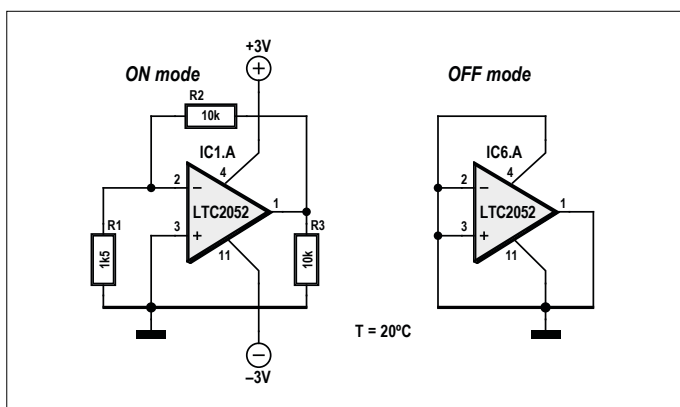 ON mode
+3V
R2
10k
IC1.A
4
2
−
LTC2052
1
3
+
11
R1
1k5
R3
10k
−3V
OFF mode
IC6.A
4
2
−
LTC2052
1
3
+
11
T = 20ºC